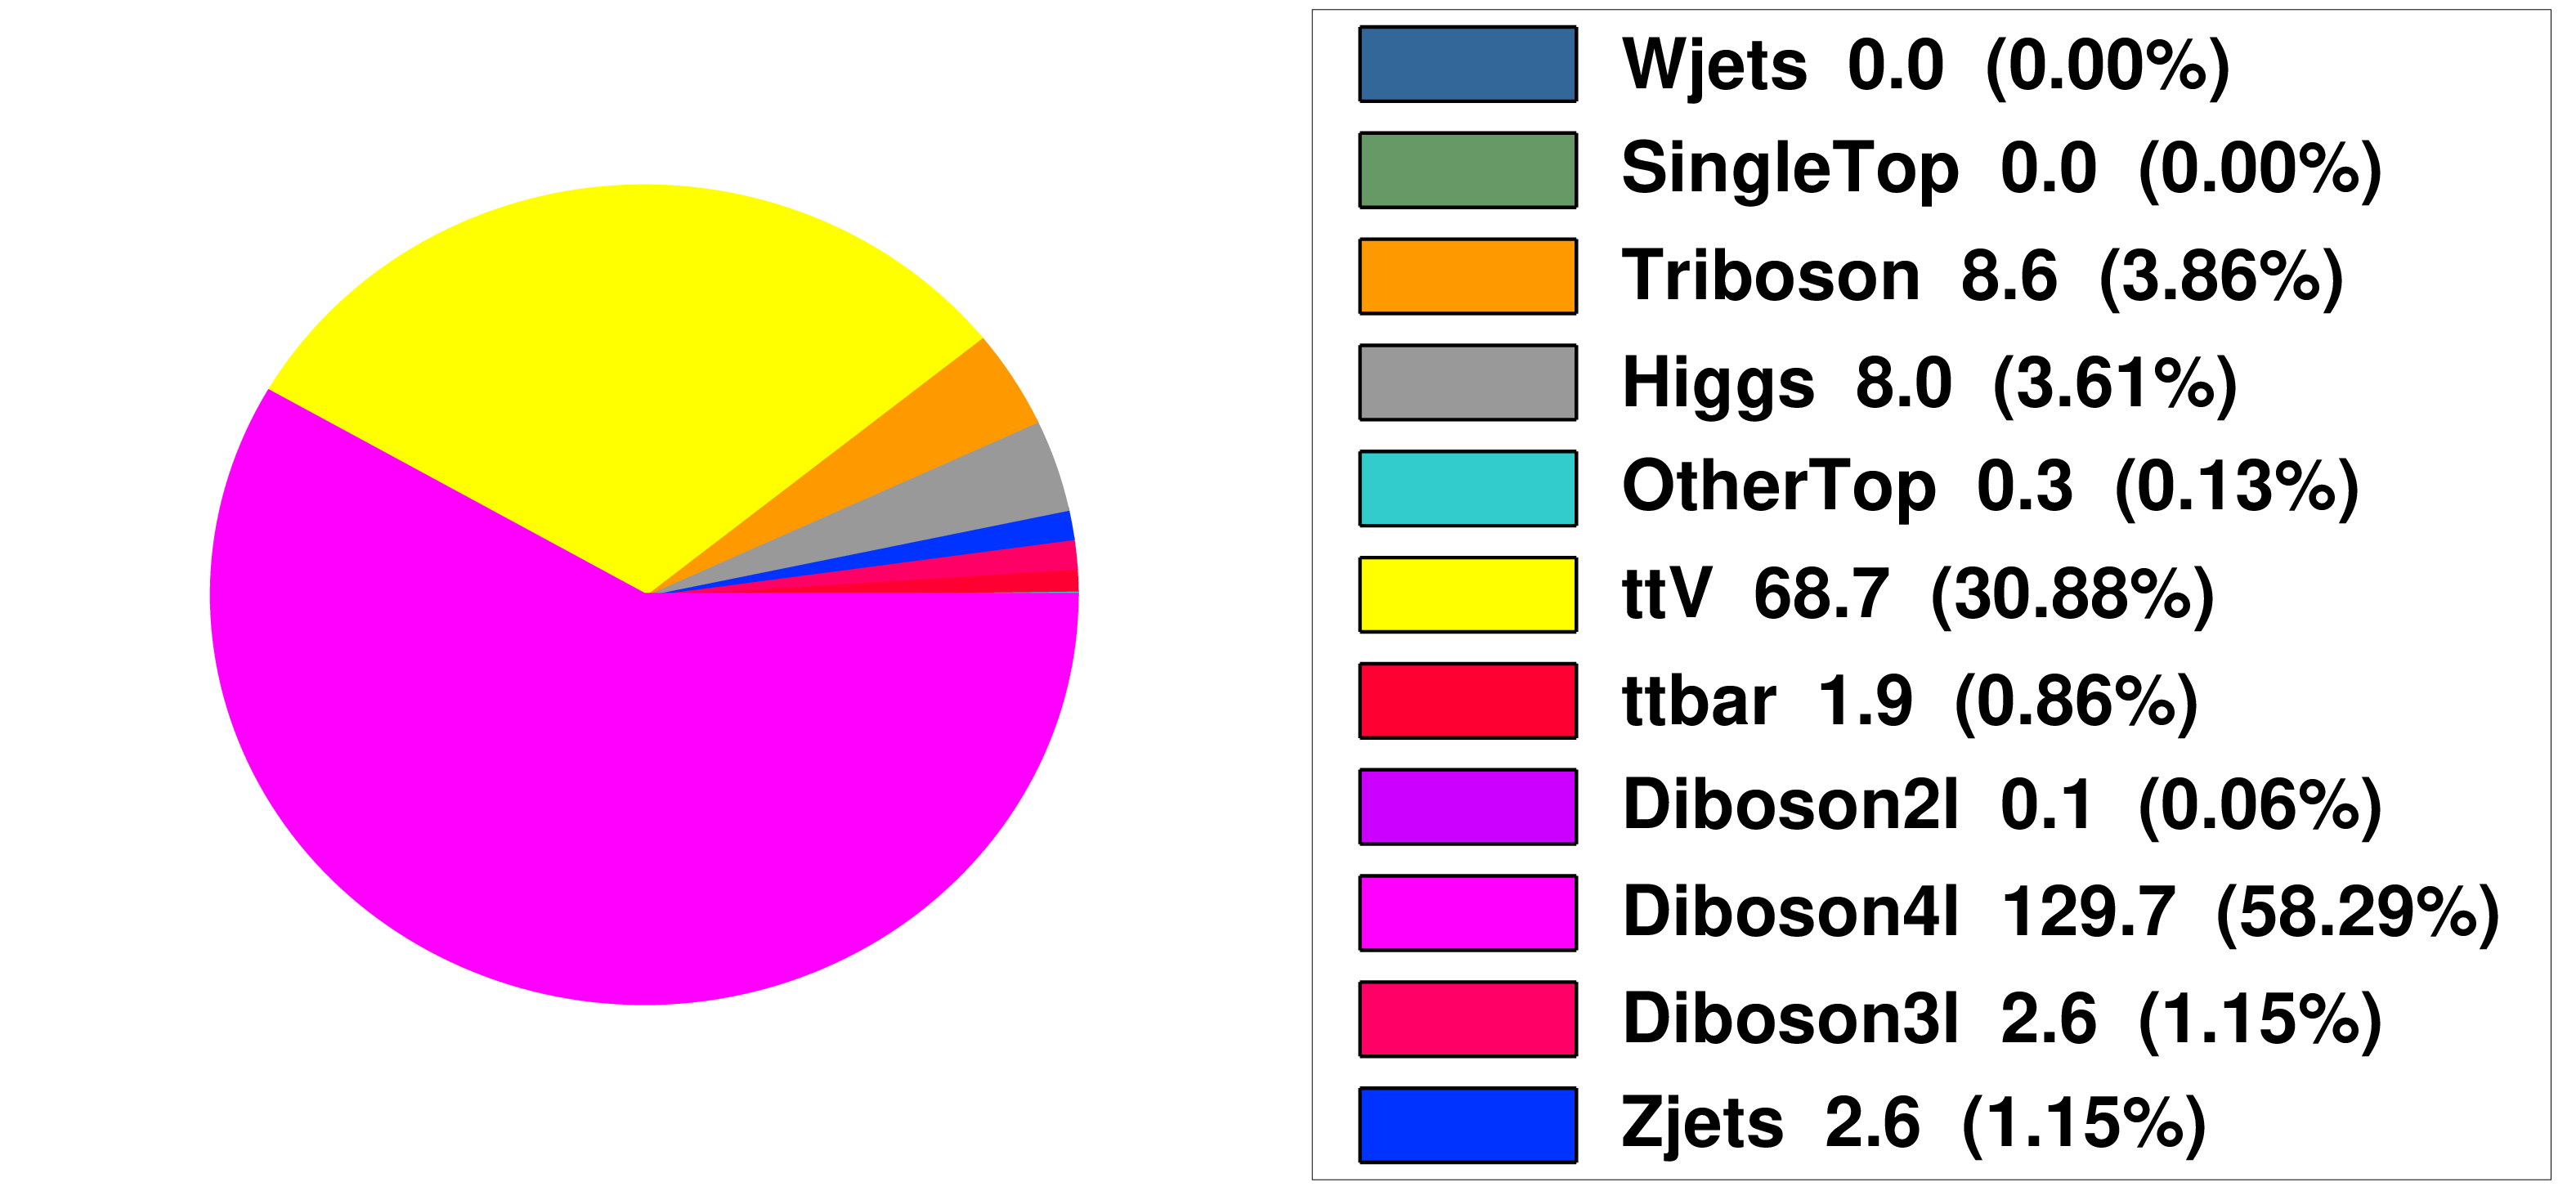 Wjets 0.0 (0.00%)
SingleTop 0.0 (0.00%)
Triboson 8.6 (3.86%)
Higgs 8.0 (3.61%)
OtherTop 0.3 (0.13%)
ttV 68.7 (30.88%)
ttbar 1.9 (0.86%)
Diboson2l 0.1 (0.06%)
Diboson4l 129.7 (58.29%)
Diboson3l 2.6 (1.15%)
Zjets 2.6 (1.15%)